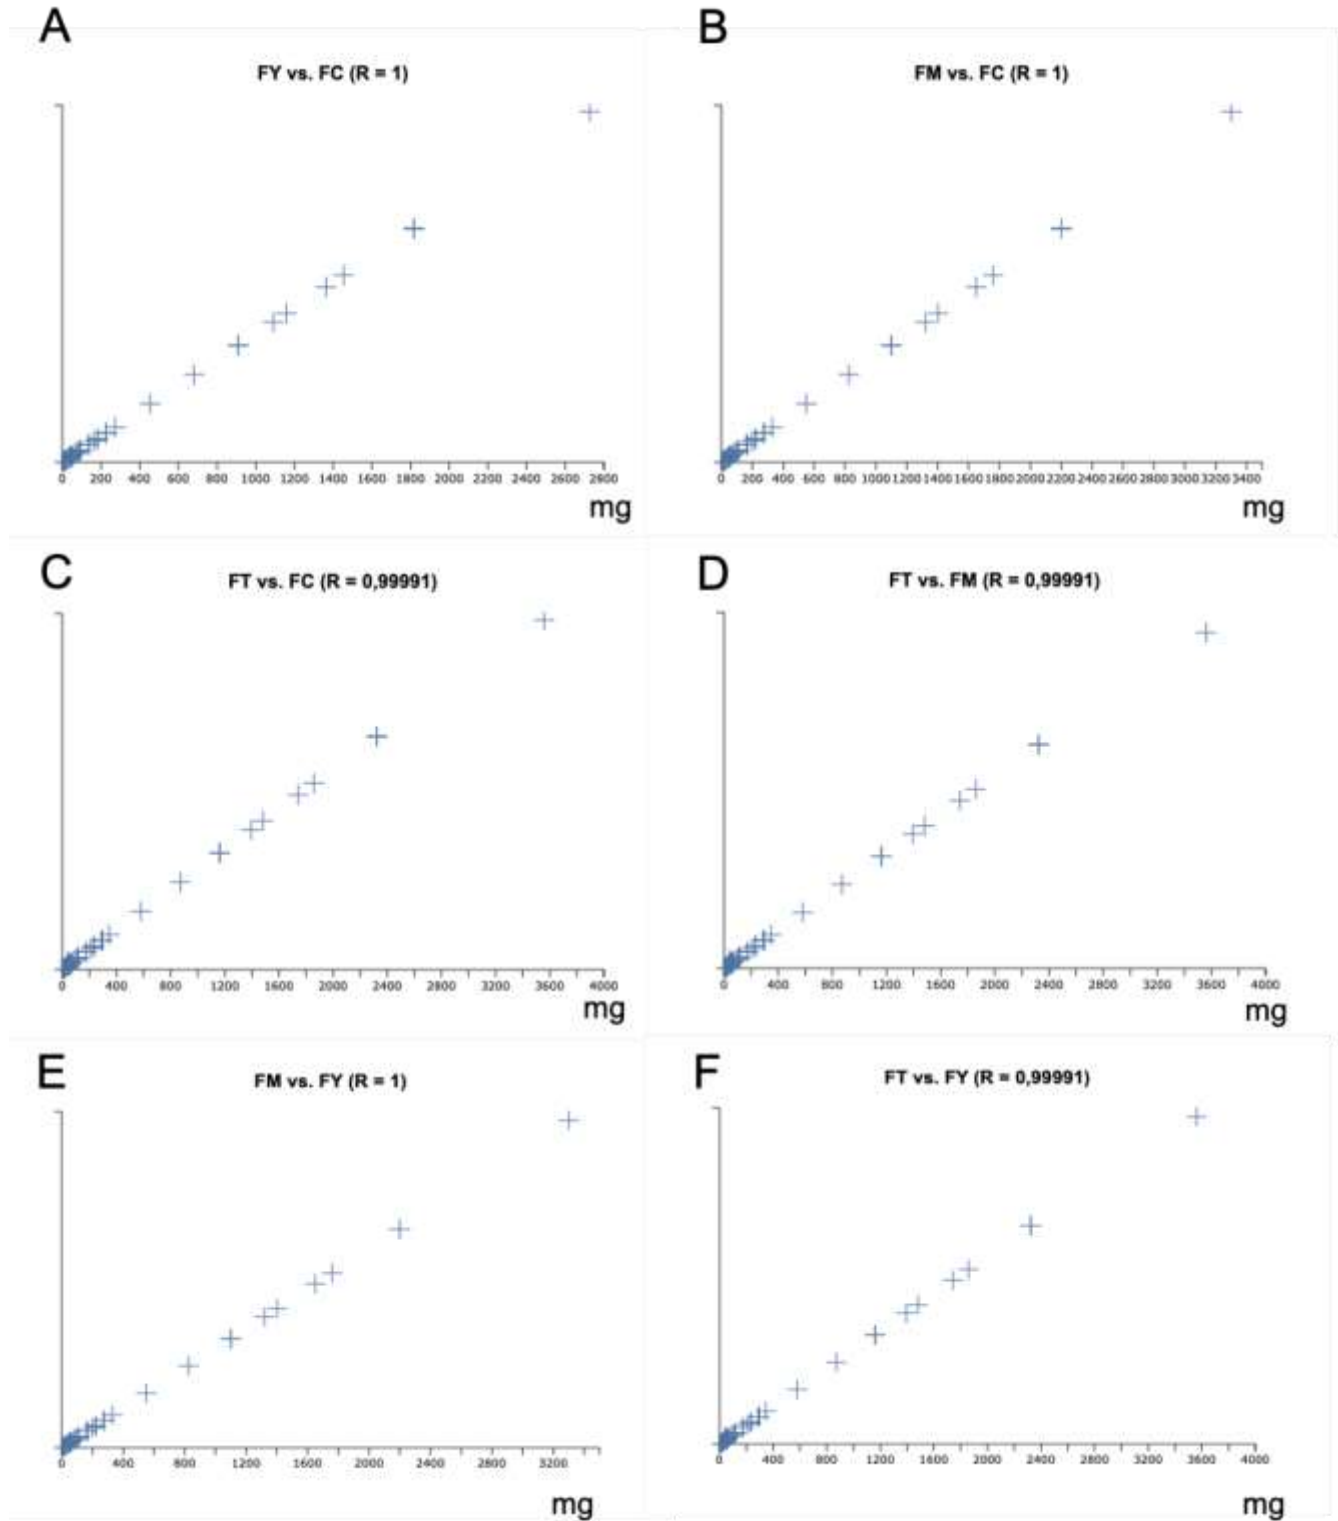 A
FY vs. FC (R = 1)
0 200 400 600 800 1000 1200 1400 1600 1800 2000 2200 2400 2600 2800
mg
B
FM vs. FC (R = 1)
0 200 400 600 800 1000 1200 1400 1600 1800 2000 2200 2400 2600 2800 3000 3200 3400
mg
C
FT vs. FC (R = 0,99991)
0 400 800 1200 1600 2000 2400 2800 3200 3600 4000
mg
D
FT vs. FM (R = 0,99991)
0 400 800 1200 1600 2000 2400 2800 3200 3600 4000
mg
E
FM vs. FY (R = 1)
0 400 800 1200 1600 2000 2400 2800 3200
mg
F
FT vs. FY (R = 0,99991)
0 400 800 1200 1600 2000 2400 2800 3200 3600 4000
mg